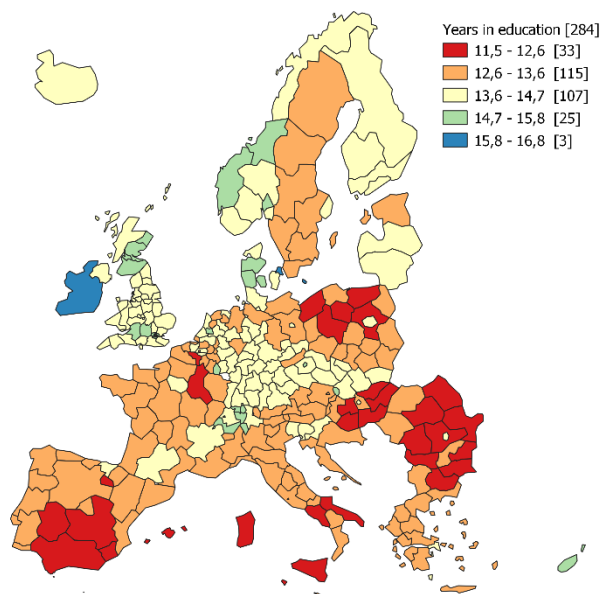 Years in education [284]
11,5 - 12,6 [33]
12,6 - 13,6 [115]
13,6 - 14,7 [107]
14,7 - 15,8 [25]
15,8 - 16,8 [3]